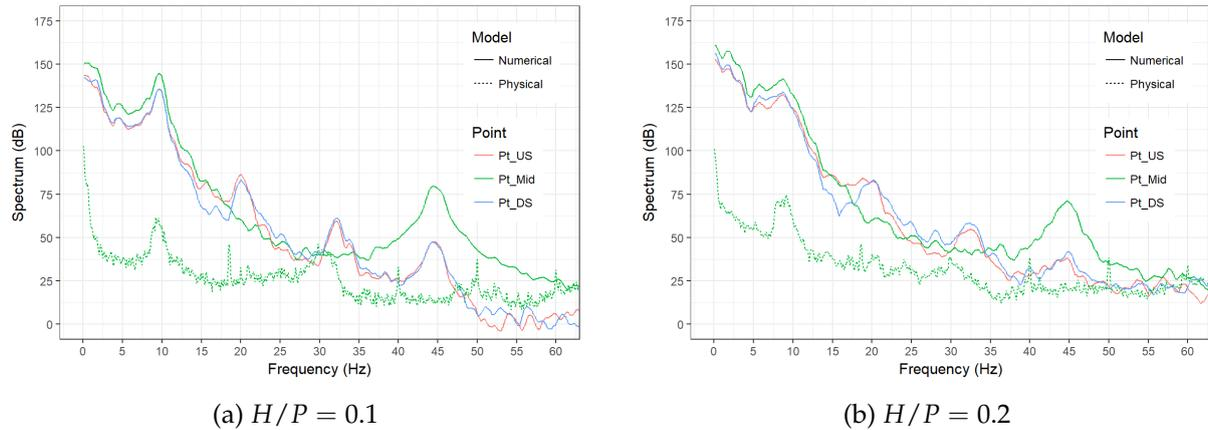 175
150
125
100
75
50
25
0
Spectrum (dB)
0 5 10 15 20 25 30 35 40 45 50 55 60
Frequency (Hz)
Model
Numerical
Physical
Point
Pt_US
Pt_Mid
Pt_DS
(a) H/P = 0.1
175
150
125
100
75
50
25
0
Spectrum (dB)
0 5 10 15 20 25 30 35 40 45 50 55 60
Frequency (Hz)
Model
Numerical
Physical
Point
Pt_US
Pt_Mid
Pt_DS
(b) H/P = 0.2